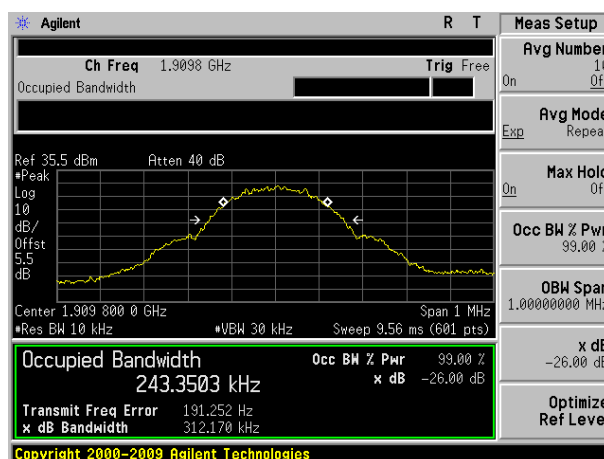 Agilent R T
Ch Freq 1.9098 GHz Trig Free
Occupied Bandwidth
Ref 35.5 dBm Atten 40 dB
#Peak
Log
10
dB/
Offst
5.5
dB
Center 1.909 800 0 GHz Span 1 MHz
#Res BW 10 kHz #VBW 30 kHz Sweep 9.56 ms (601 pts)
Occupied Bandwidth Occ BW % Pwr 99.00 %
243.3503 kHz x dB -26.00 dB
Transmit Freq Error 191.252 Hz
x dB Bandwidth 312.170 kHz
Copyright 2000-2009 Agilent Technologies
Meas Setup
Avg Number
On
Avg Mode
Exp Repea
Max Hold
On Of
Occ BW % Pwr
99.00 %
OBW Span
1.00000000 MHz
x dB
-26.00 dB
Optimize
Ref Leve